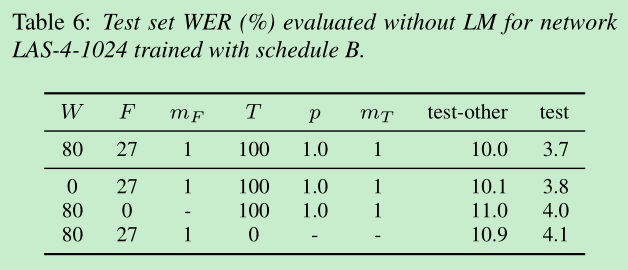 Table 6: Test set WER (%) evaluated without LM for network
LAS-4-1024 trained with schedule B.
W F m_F T p m_T test-other test
80 27 1 100 1.0 1 10.0 3.7
0 27 1 100 1.0 1 10.1 3.8
80 0 - 100 1.0 1 11.0 4.0
80 27 1 0 - - 10.9 4.1